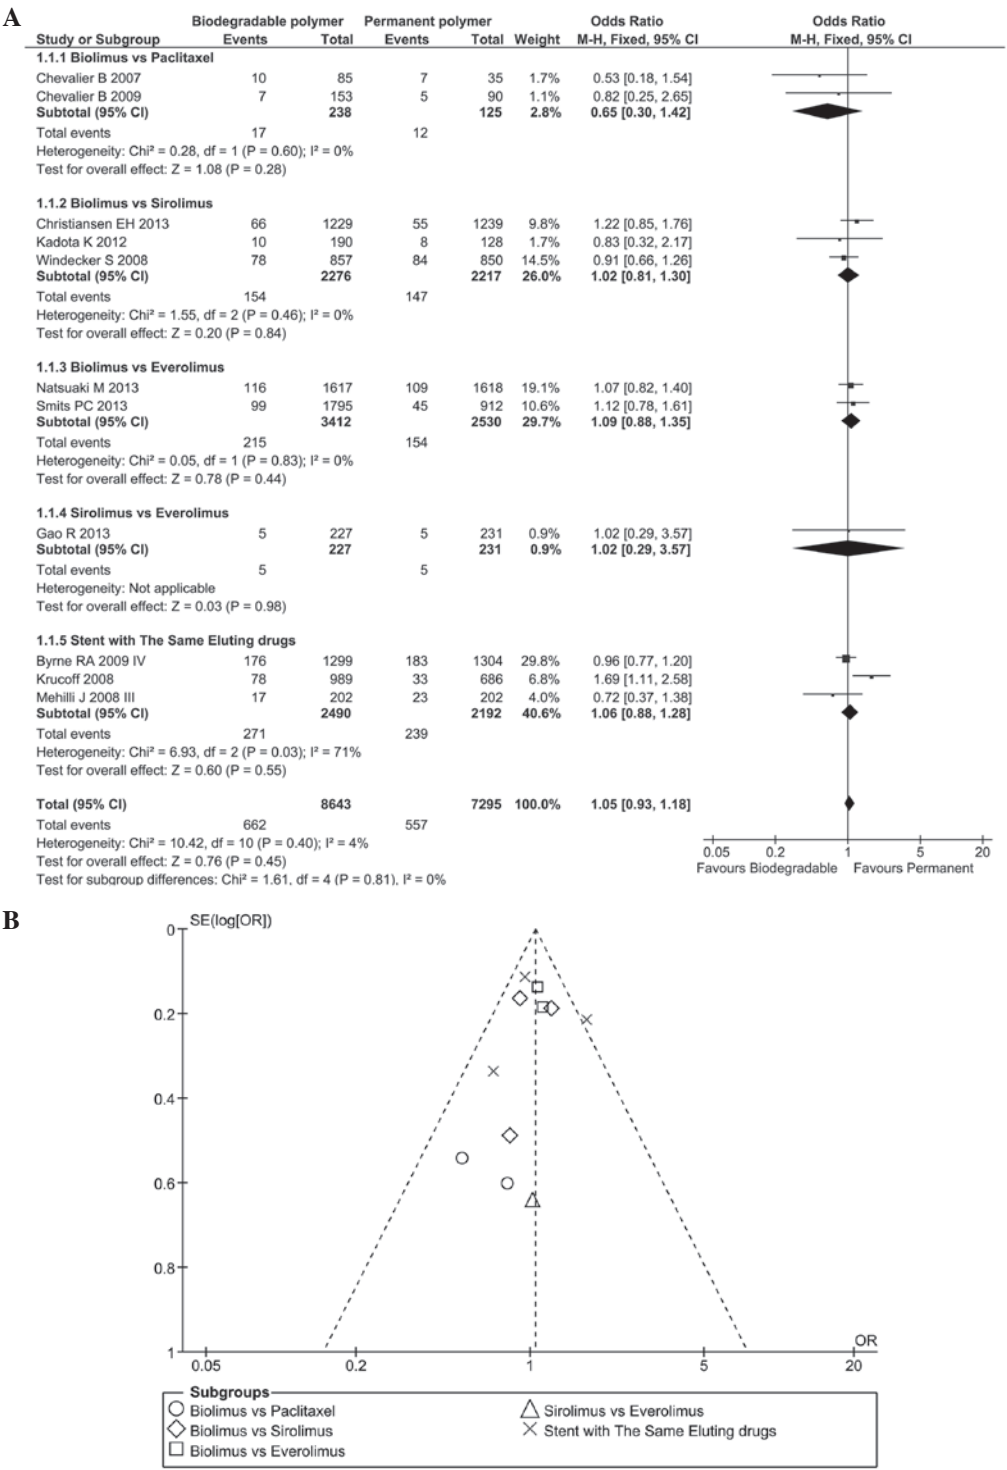 A
Biodegradable polymer Permanent polymer Odds Ratio Odds Ratio
Study or Subgroup Events Total Events Total Weight M-H, Fixed, 95% CI M-H, Fixed, 95% CI
1.1.1 Biolimus vs Paclitaxel
Chevalier B 2007 10 85 7 35 1.7% 0.53 [0.18, 1.54]
Chevalier B 2009 7 153 5 90 1.1% 0.82 [0.25, 2.65]
Subtotal (95% CI) 238 125 2.8% 0.65 [0.30, 1.42]
Total events 17 12
Heterogeneity: Chi² = 0.28, df = 1 (P = 0.60); I² = 0%
Test for overall effect: Z = 1.08 (P = 0.28)
1.1.2 Biolimus vs Sirolimus
Christiansen EH 2013 66 1229 55 1239 9.8% 1.22 [0.85, 1.76]
Kadota K 2012 10 190 8 128 1.7% 0.83 [0.32, 2.17]
Windecker S 2008 78 857 84 850 14.5% 0.91 [0.66, 1.26]
Subtotal (95% CI) 2276 2217 26.0% 1.02 [0.81, 1.30]
Total events 154 147
Heterogeneity: Chi² = 1.55, df = 2 (P = 0.46); I² = 0%
Test for overall effect: Z = 0.20 (P = 0.84)
1.1.3 Biolimus vs Everolimus
Natsuaki M 2013 116 1617 109 1618 19.1% 1.07 [0.82, 1.40]
Smits PC 2013 99 1795 45 912 10.6% 1.12 [0.78, 1.61]
Subtotal (95% CI) 3412 2530 29.7% 1.09 [0.88, 1.35]
Total events 215 154
Heterogeneity: Chi² = 0.05, df = 1 (P = 0.83); I² = 0%
Test for overall effect: Z = 0.78 (P = 0.44)
1.1.4 Sirolimus vs Everolimus
Gao R 2013 5 227 5 231 0.9% 1.02 [0.29, 3.57]
Subtotal (95% CI) 227 231 0.9% 1.02 [0.29, 3.57]
Total events 5 5
Heterogeneity: Not applicable
Test for overall effect: Z = 0.03 (P = 0.98)
1.1.5 Stent with The Same Eluting drugs
Byrne RA 2009 IV 176 1299 183 1304 29.8% 0.96 [0.77, 1.20]
Krucoff 2008 78 989 33 686 6.8% 1.69 [1.11, 2.58]
Mehilli J 2008 III 17 202 23 202 4.0% 0.72 [0.37, 1.38]
Subtotal (95% CI) 2490 2192 40.6% 1.06 [0.88, 1.28]
Total events 271 239
Heterogeneity: Chi² = 6.93, df = 2 (P = 0.03); I² = 71%
Test for overall effect: Z = 0.60 (P = 0.55)
Total (95% CI) 8643 7295 100.0% 1.05 [0.93, 1.18]
Total events 662 557
Heterogeneity: Chi² = 10.42, df = 10 (P = 0.40); I² = 4%
Test for overall effect: Z = 0.76 (P = 0.45)
Test for subgroup differences: Chi² = 1.61, df = 4 (P = 0.81), I² = 0%
0.05 0.2 1 5 20
Favours Biodegradable Favours Permanent
B
SE(log[OR])
0
0.2
0.4
0.6
0.8
1
OR
0.05 0.2 1 5 20
Subgroups
Biolimus vs Paclitaxel Sirolimus vs Everolimus
Biolimus vs Sirolimus Stent with The Same Eluting drugs
Biolimus vs Everolimus